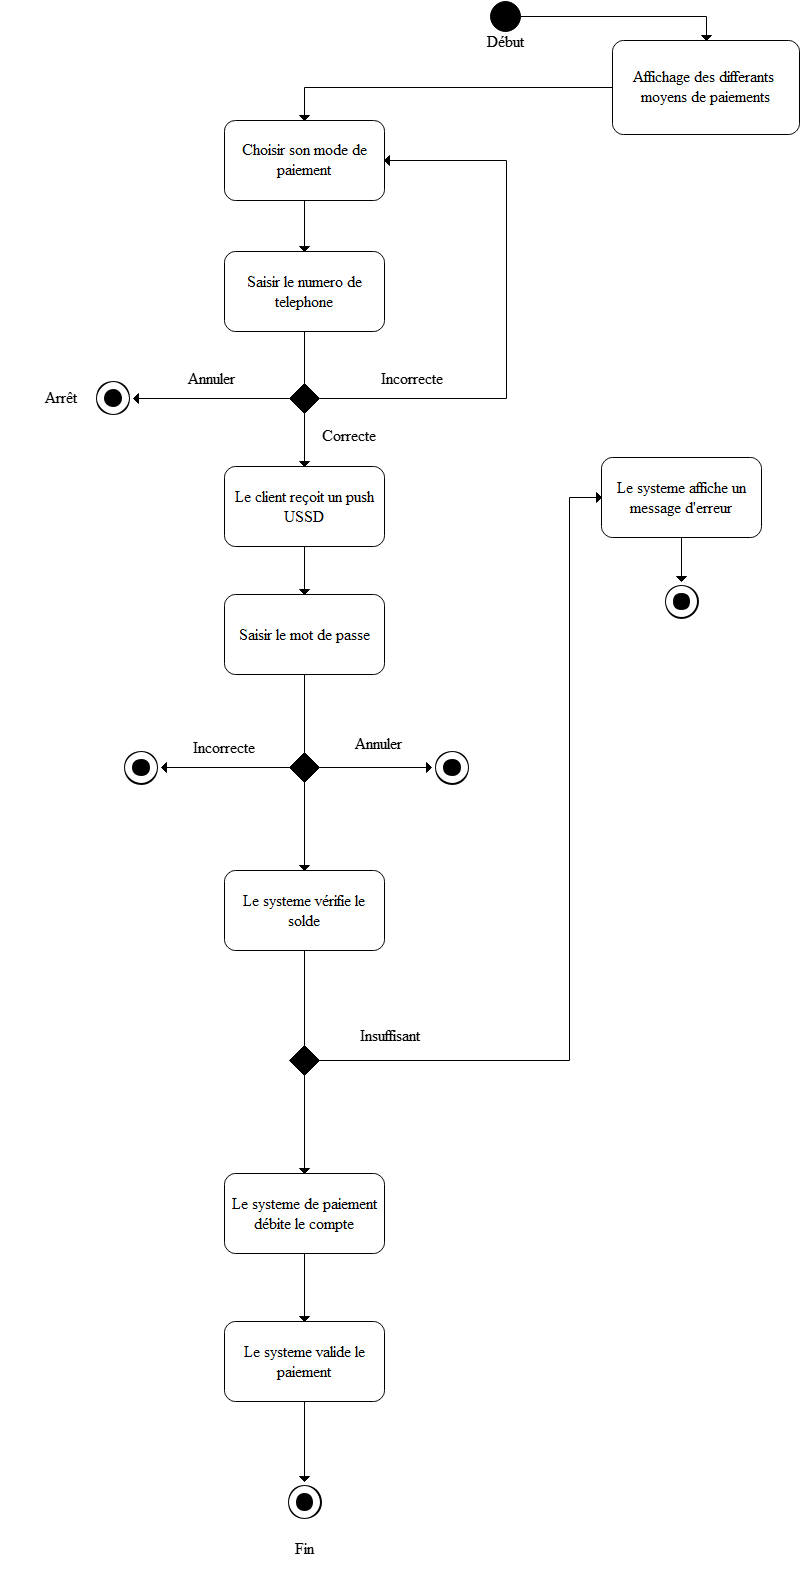 Début
Affichage des differants
moyens de paiements
Choisir son mode de
paiement
Saisir le numero de
telephone
Annuler
Incorrecte
Arrêt
Correcte
Le client reçoit un push
USSD
Le systeme affiche un
message d'erreur
Saisir le mot de passe
Incorrecte
Annuler
Le systeme vérifie le
solde
Insuffisant
Le systeme de paiement
débite le compte
Le systeme valide le
paiement
Fin